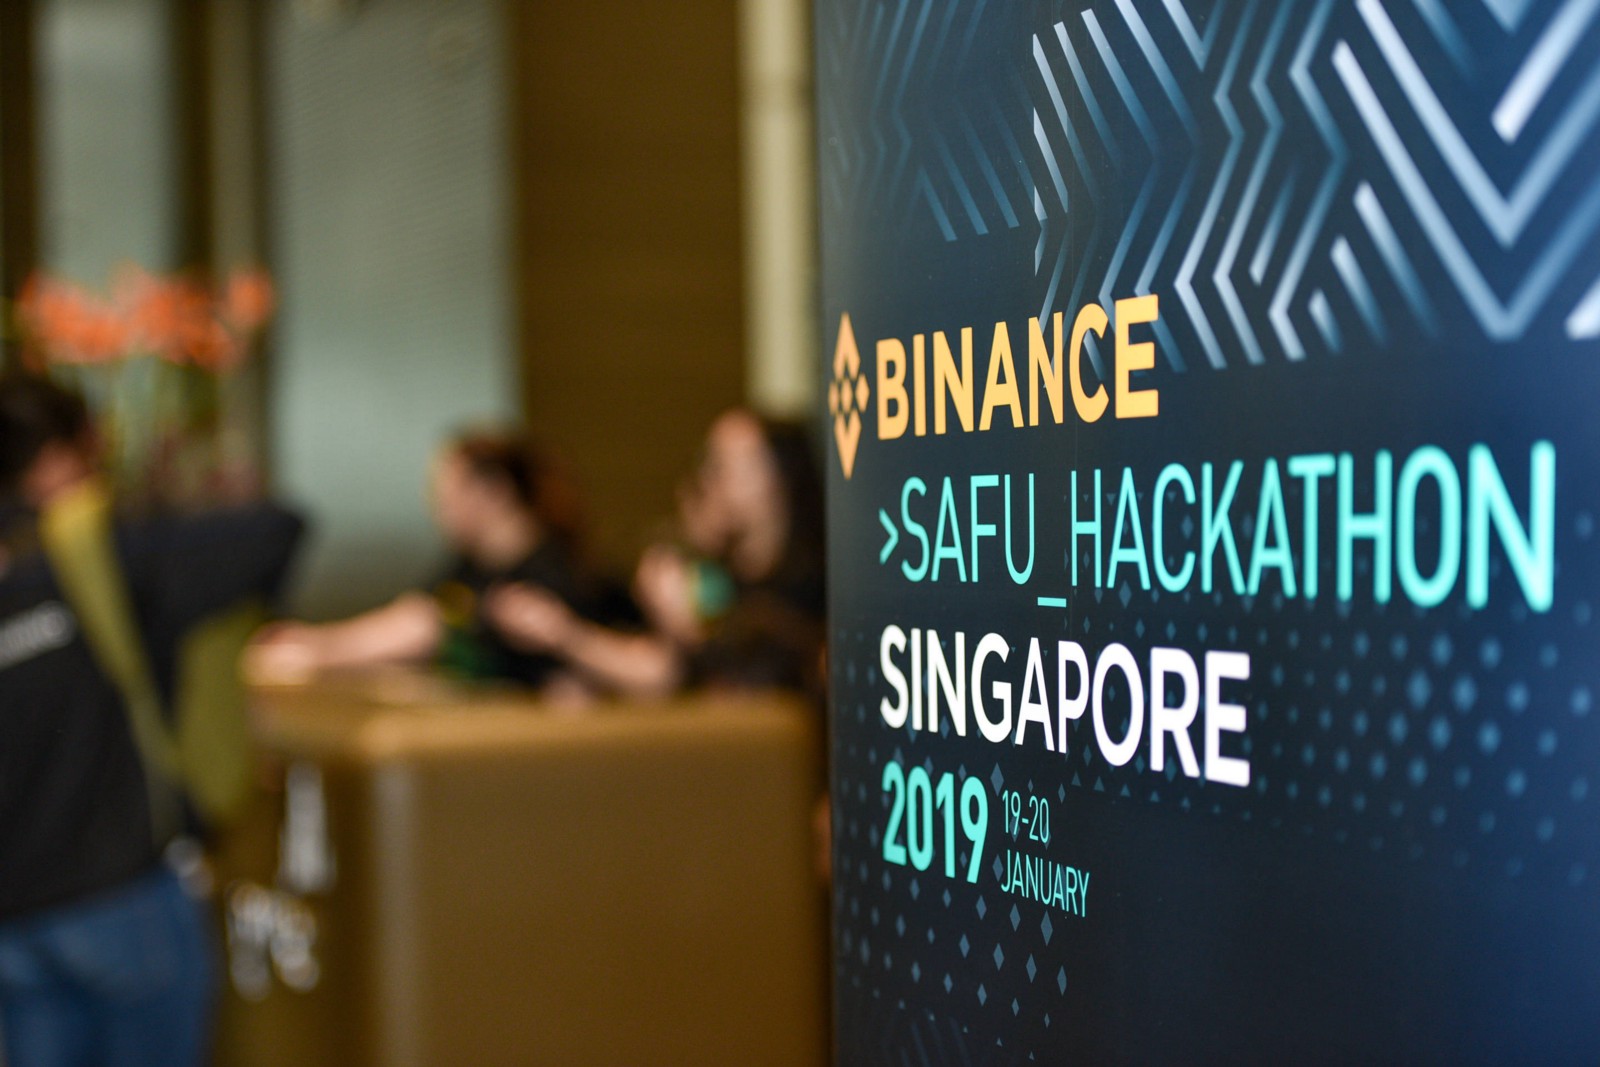 BINANCE
>SAFU_HACKATHON
SINGAPORE
2019
19-20
JANUARY